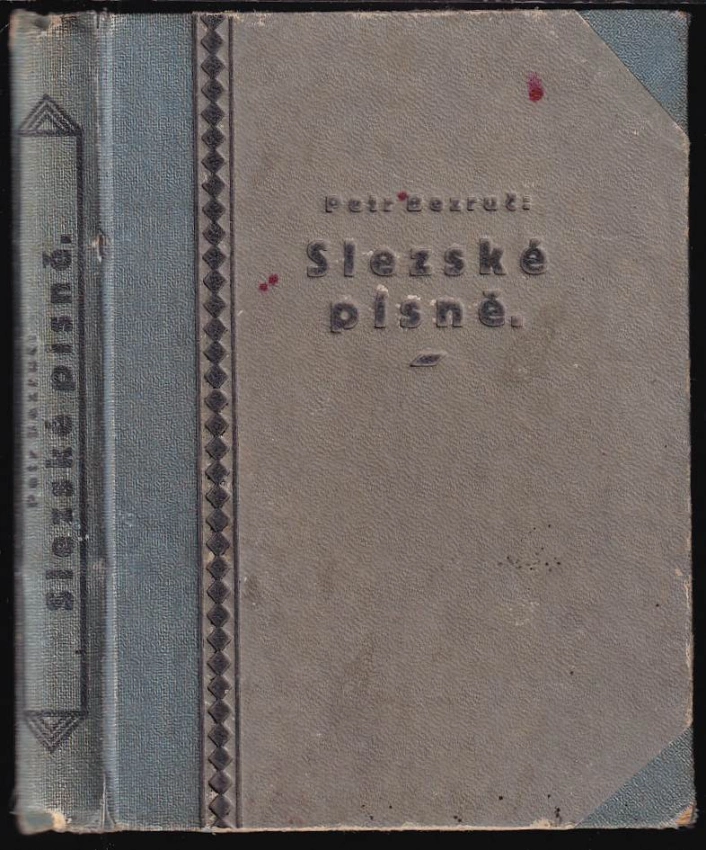 Petr Bezruč:
Slezské
písně.
Petr Bezruč:
Slezské písně.